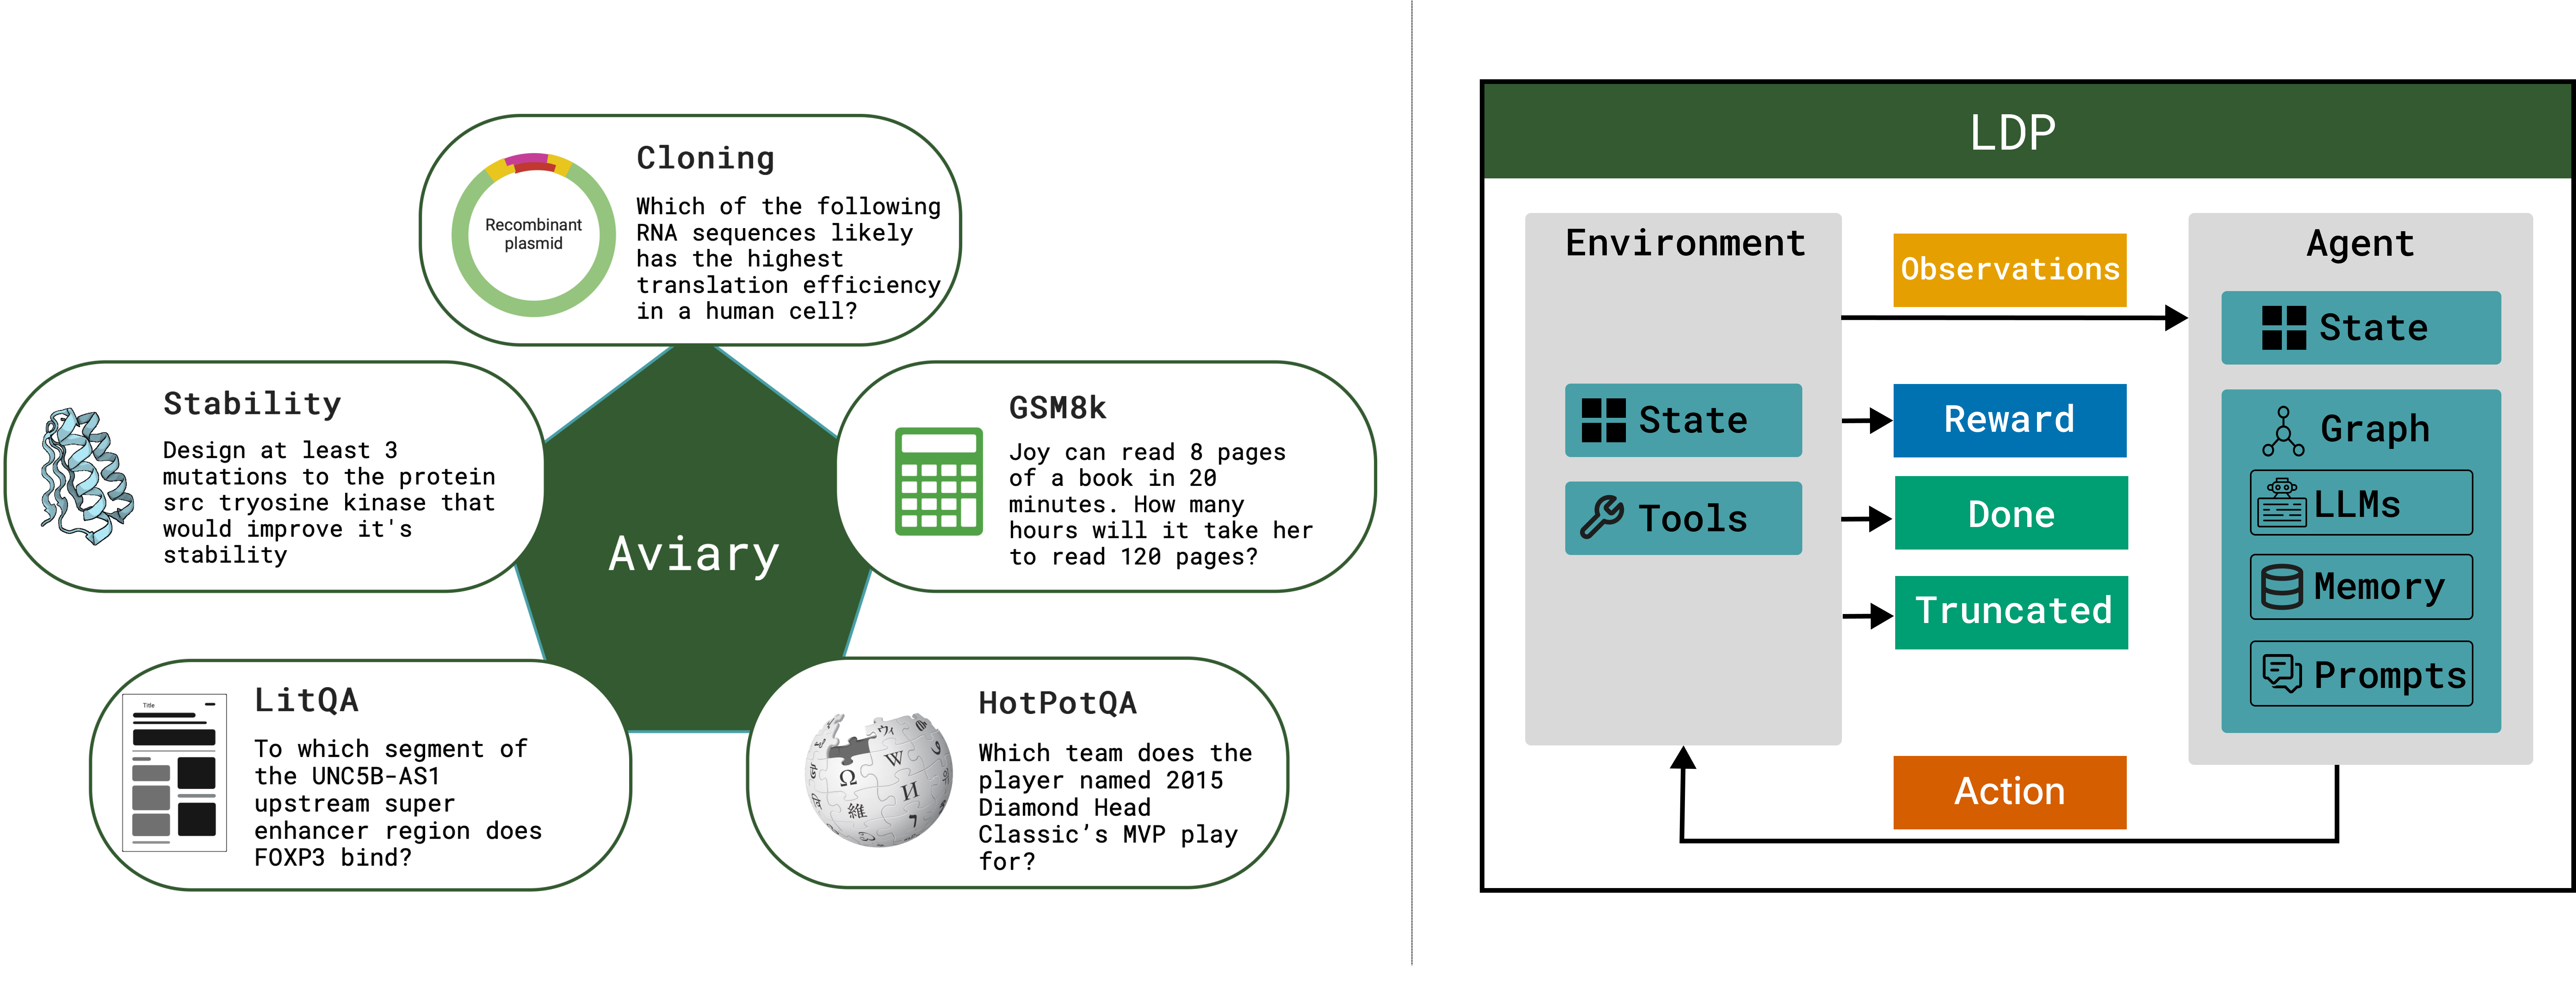 Cloning
Recombinant
plasmid
Which of the following
RNA sequences likely
has the highest
translation efficiency
in a human cell?
Stability
Design at least 3
mutations to the protein
src tryosine kinase that
would improve it's
stability
GSM8k
Joy can read 8 pages
of a book in 20
minutes. How many
hours will it take her
to read 120 pages?
Aviary
LitQA
Title
To which segment of
the UNC5B-AS1
upstream super
enhancer region does
FOXP3 bind?
HotPotQA
Which team does the
player named 2015
Diamond Head
Classic’s MVP play
for?
Ω
W
И
維
LDP
Environment
State
Tools
Observations
Reward
Done
Truncated
Action
Agent
State
Graph
LLMs
Memory
Prompts